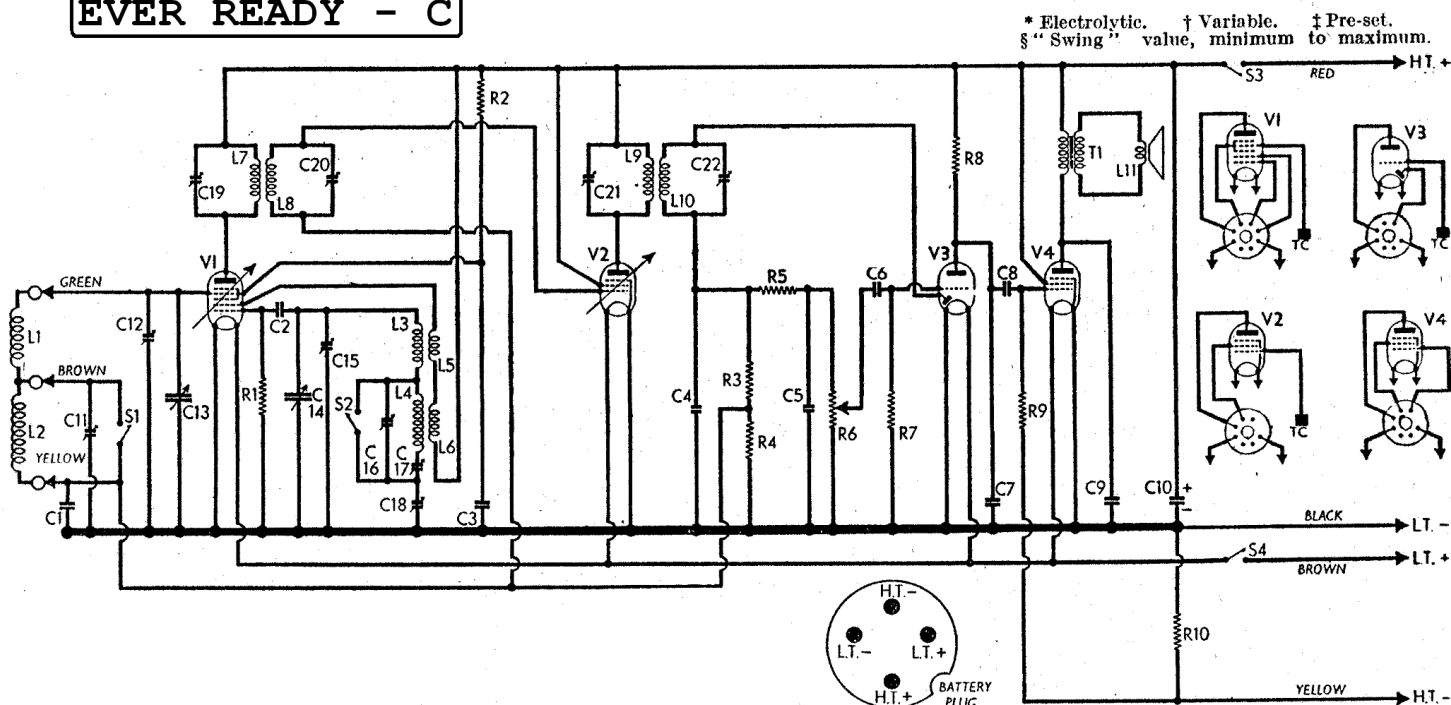 EVER READY - C
* Electrolytic. † Variable. ‡ Pre-set.
§ "Swing" value, minimum to maximum.
S3
RED
H.T. +
R2
L7
C20
C19
L8
L9
C22
C21
L10
R8
T1
L11
V1
V3
TC
TC
V1
V2
V3
V4
GREEN
L1
C12
C2
L3
C15
L5
R5
C6
C8
BROWN
C11
S1
C13
R1
C
14
S2
L4
L2
C
16
C
17
L6
YELLOW
C1
C18
C3
C4
R3
R4
C5
R6
R7
R9
C7
C9
C10
+
-
V2
V4
TC
BLACK
L.T. -
S4
BROWN
L.T. +
R10
H.T. -
L.T. -
L.T. +
H.T. +
BATTERY
PLUG
YELLOW
H.T. -